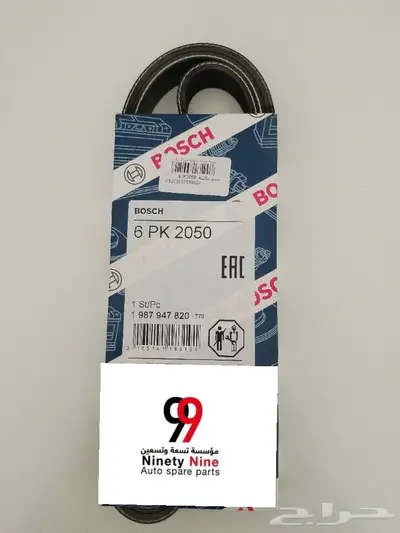 BOSCH
BOSCH
6 PK 2050
EAC
1 St/Pc
1 987 947 820 -770
99
مؤسسة تسعة وتسعين
Ninety Nine
Auto spare parts
حراج